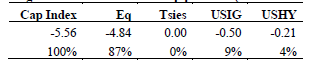 Cap Index Eq Tsies USIG USHY
-5.56 -4.84 0.00 -0.50 -0.21
100% 87% 0% 9% 4%